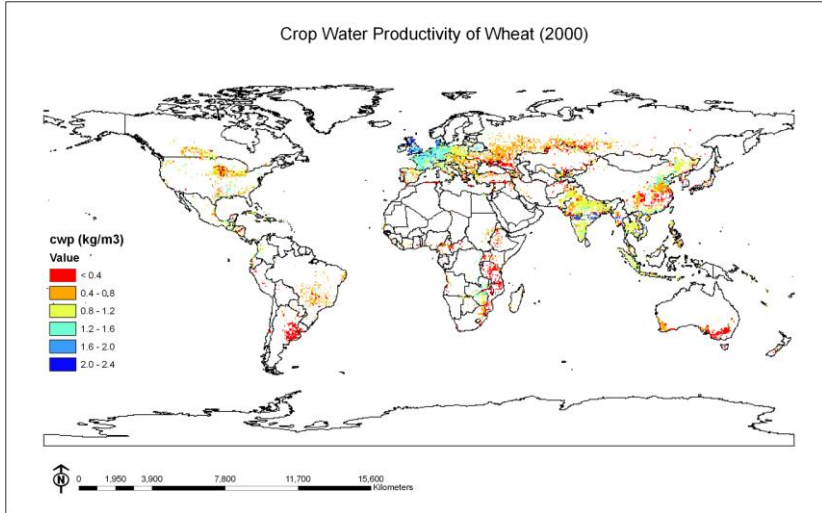 Crop Water Productivity of Wheat (2000)
cwp (kg/m3)
Value
< 0.4
0.4 - 0.8
0.8 - 1.2
1.2 - 1.6
1.6 - 2.0
2.0 - 2.4
N
0 1,950 3,900 7,800 11,700 15,600
Kilometers